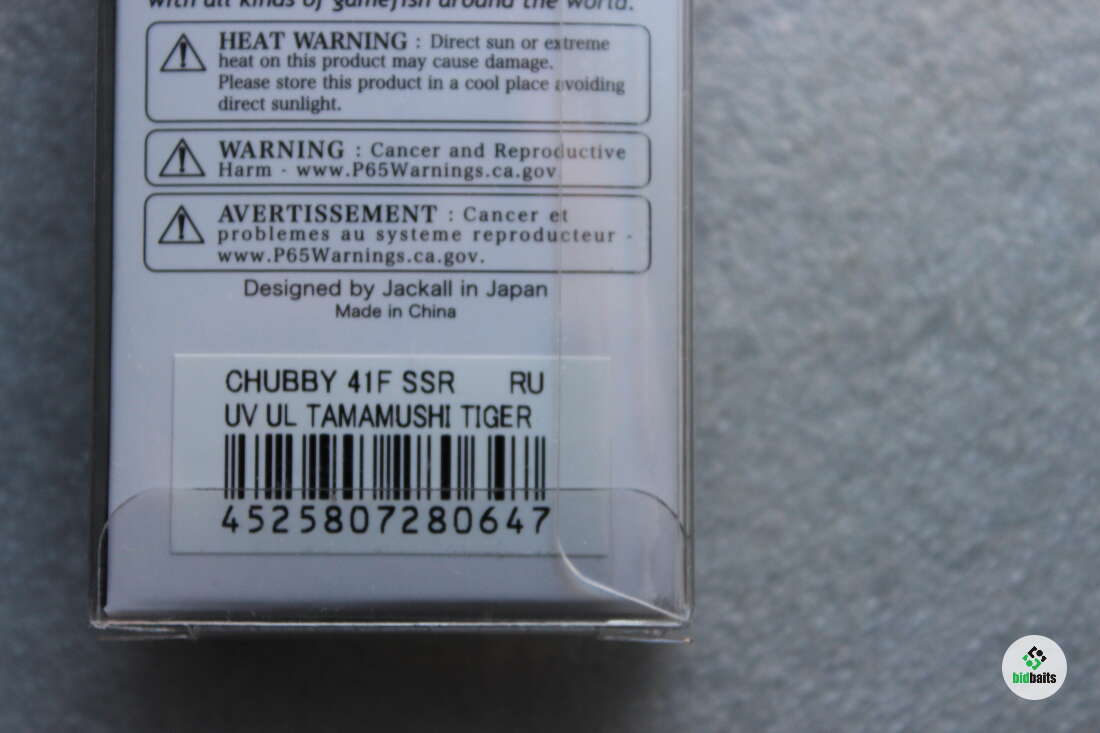 with all kinds of gamefish around the world.
HEAT WARNING : Direct sun or extreme
heat on this product may cause damage.
Please store this product in a cool place avoiding
direct sunlight.
WARNING : Cancer and Reproductive
Harm - www.P65Warnings.ca.gov.
AVERTISSEMENT : Cancer et
problemes au systeme reproducteur -
www.P65Warnings.ca.gov.
Designed by Jackall in Japan
Made in China
CHUBBY 41F SSR RU
UV UL TAMAMUSHI TIGER
4525807280647
bidbaits